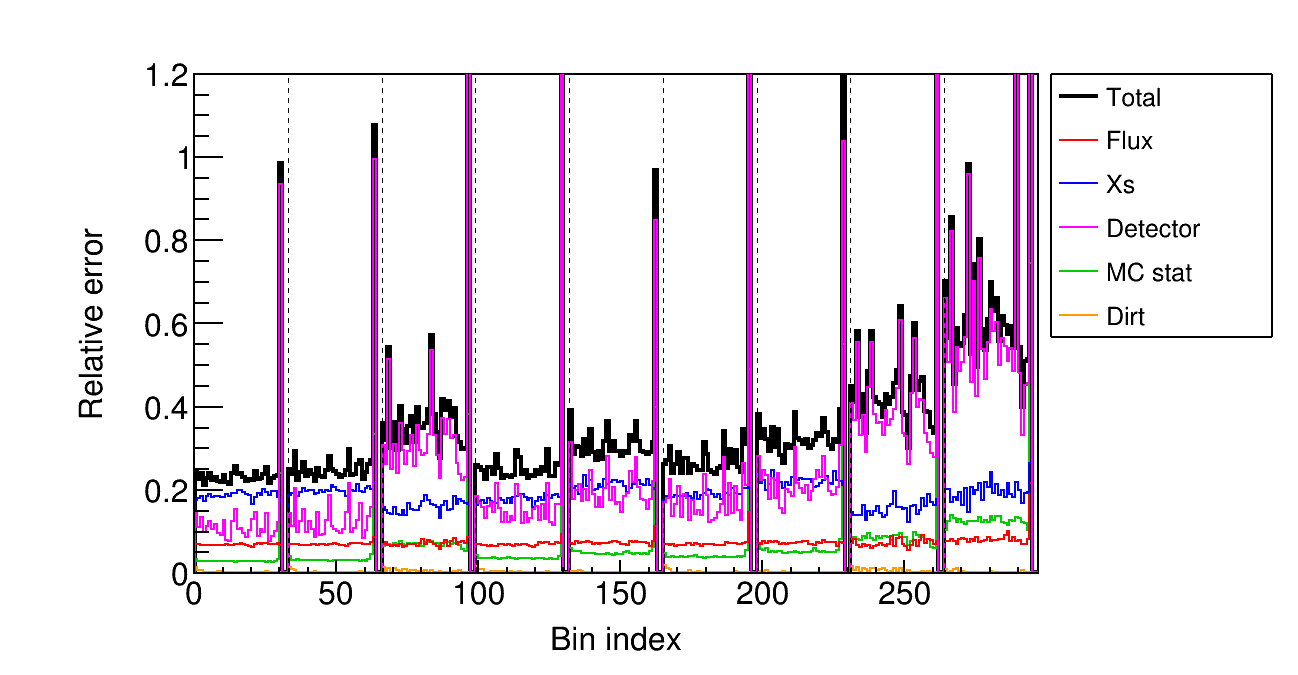 Relative error
1.2
1
0.8
0.6
0.4
0.2
0
0 50 100 150 200 250
Bin index
Total
Flux
Xs
Detector
MC stat
Dirt